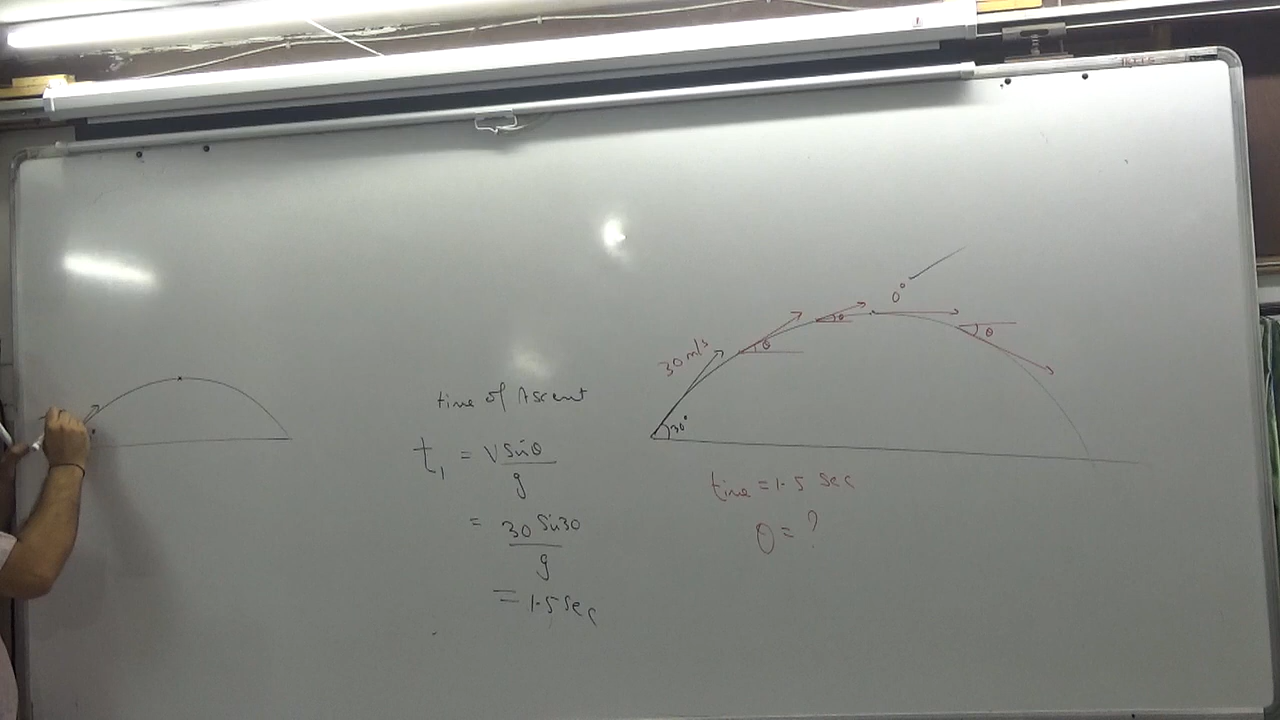 time of Ascent
t₁ = V sinθ
g
= 30 Sin30
g
= 1.5 sec
30 m/s
30°
θ
θ
0°
θ
time = 1.5 sec
θ = ?